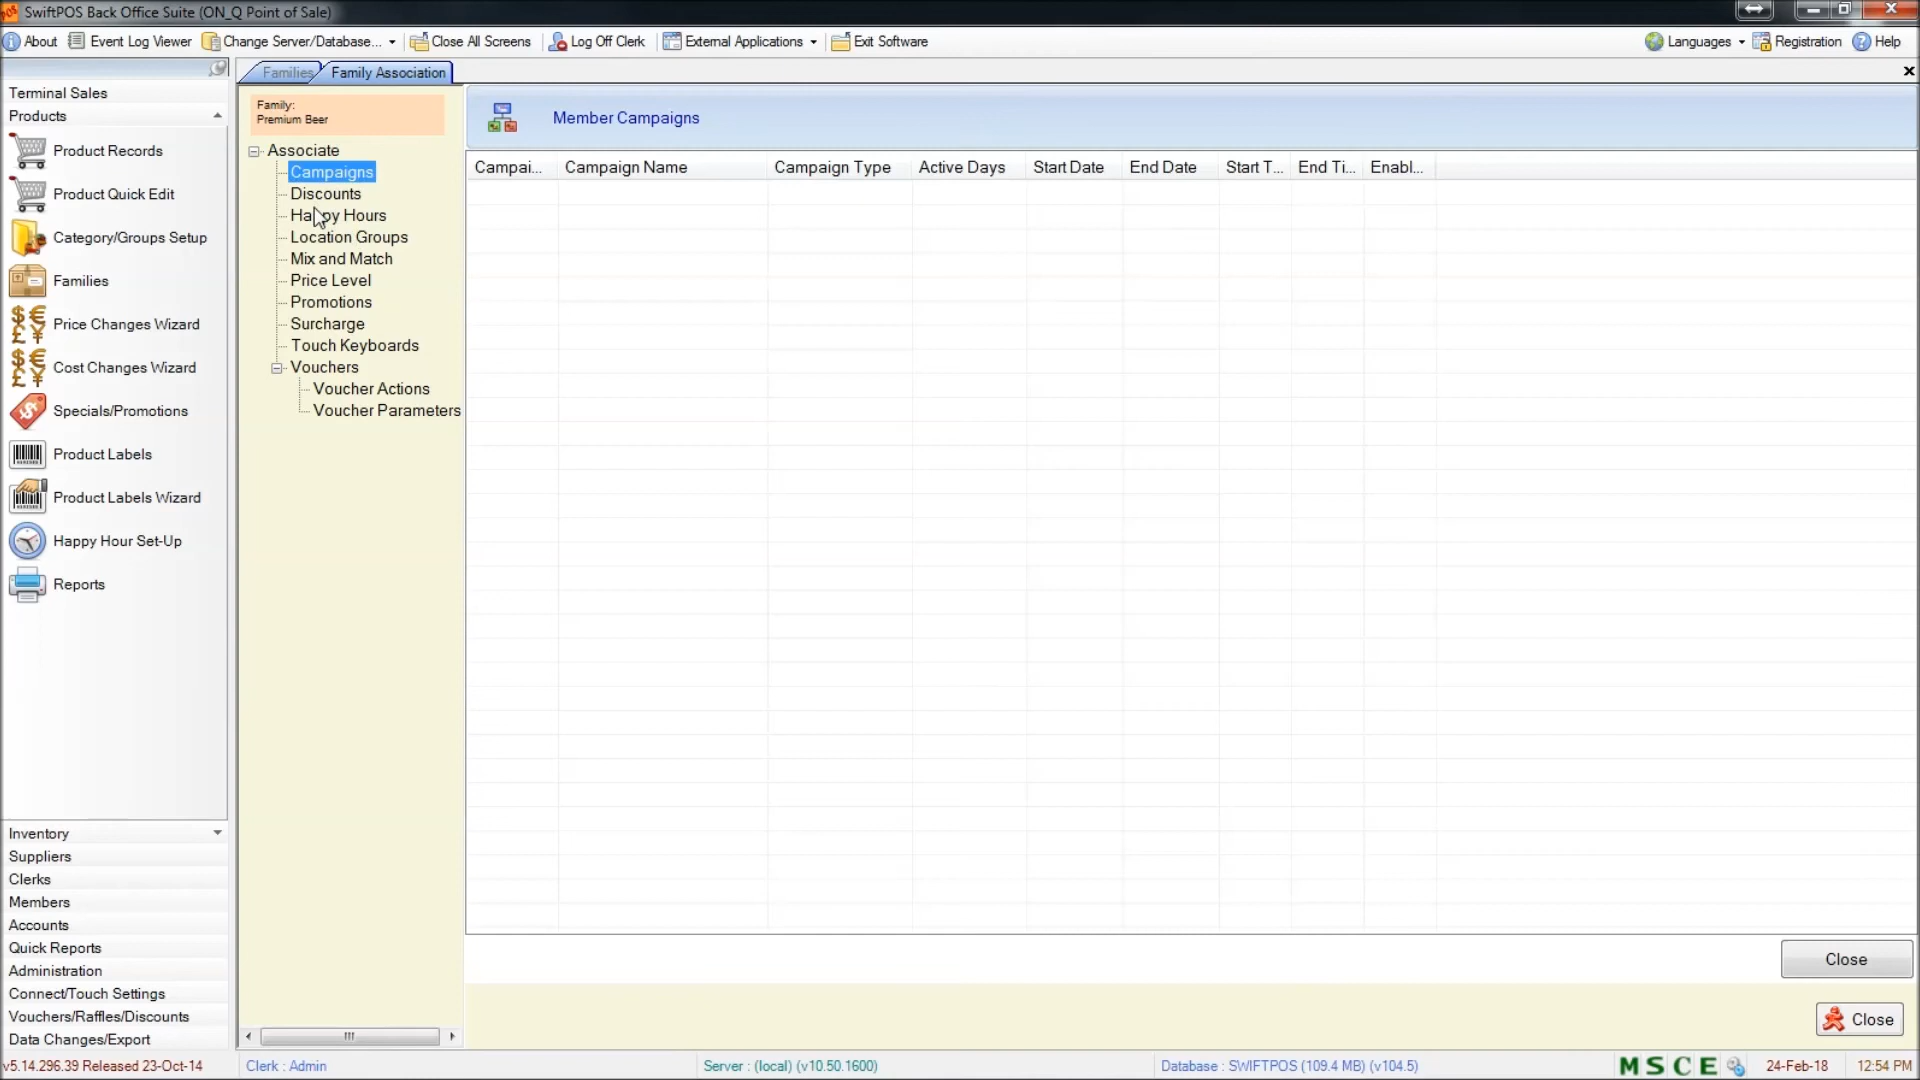 SwiftPOS Back Office Suite (ON_Q Point of Sale)
About Event Log Viewer Change Server/Database... Close All Screens Log Off Clerk External Applications Exit Software Languages Registration Help
Families Family Association
Terminal Sales
Products
Product Records
Product Quick Edit
Category/Groups Setup
Families
Price Changes Wizard
Cost Changes Wizard
Specials/Promotions
Product Labels
Product Labels Wizard
Happy Hour Set-Up
Reports
Inventory
Suppliers
Clerks
Members
Accounts
Quick Reports
Administration
Connect/Touch Settings
Vouchers/Raffles/Discounts
Data Changes/Export
Family:
Premium Beer
Associate
Campaigns
Discounts
Happy Hours
Location Groups
Mix and Match
Price Level
Promotions
Surcharge
Touch Keyboards
Vouchers
Voucher Actions
Voucher Parameters
Member Campaigns
Campai... Campaign Name Campaign Type Active Days Start Date End Date Start T... End Ti... Enabl...
Close
Close
v5.14.296.39 Released 23-Oct-14 Clerk : Admin Server : (local) (v10.50.1600) Database : SWIFTPOS (109.4 MB) (v104.5) M S C E 24-Feb-18 12:54 PM